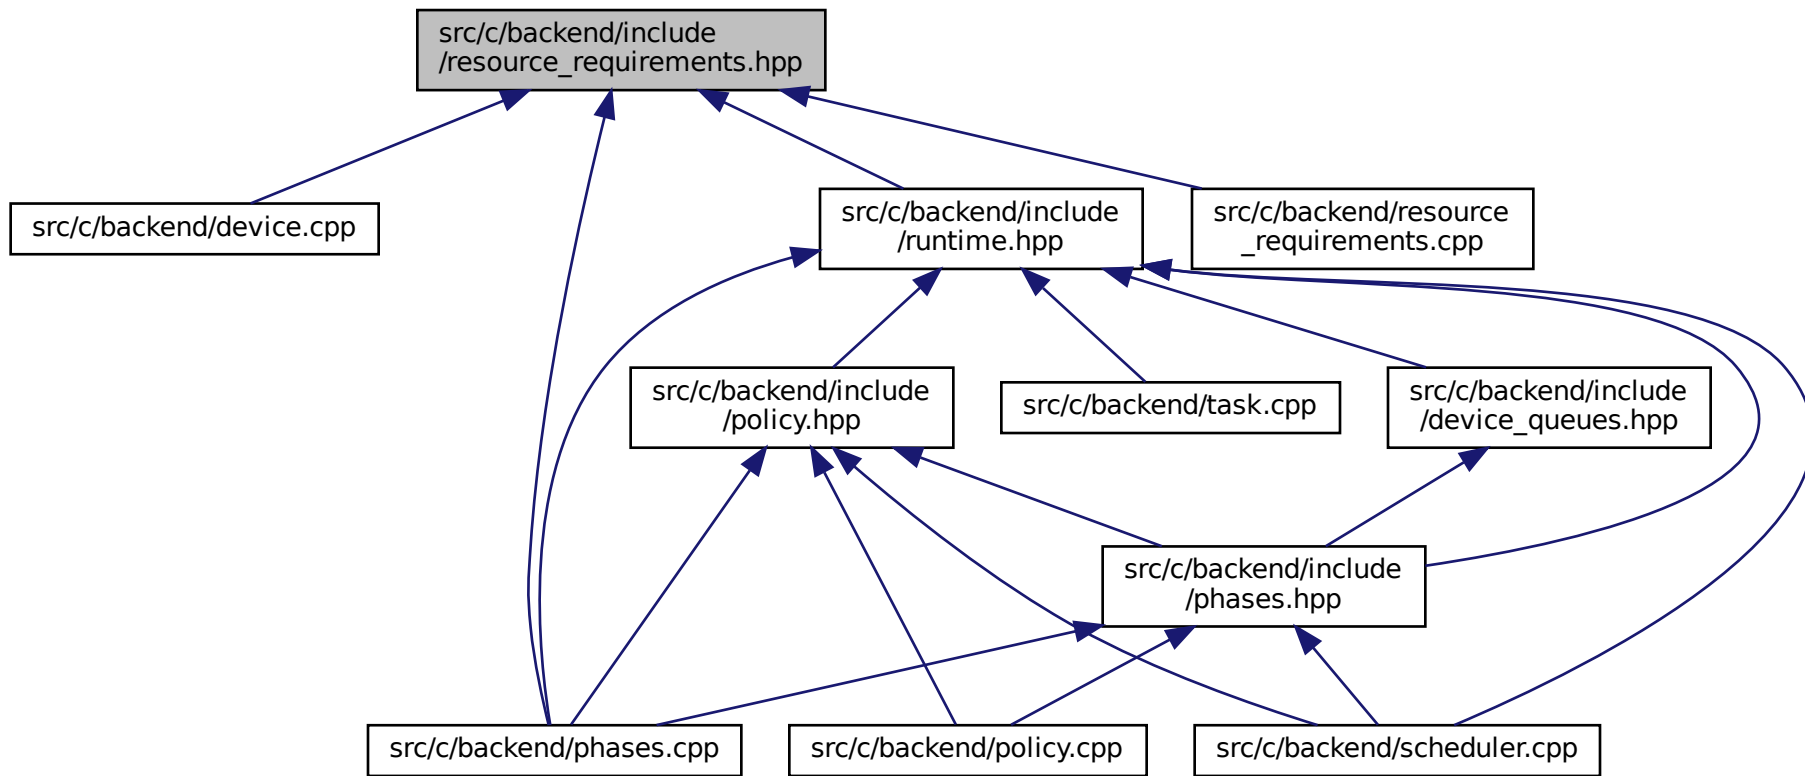 src/c/backend/include
/resource_requirements.hpp
src/c/backend/device.cpp
src/c/backend/include
/runtime.hpp
src/c/backend/resource
_requirements.cpp
src/c/backend/include
/policy.hpp
src/c/backend/task.cpp
src/c/backend/include
/device_queues.hpp
src/c/backend/include
/phases.hpp
src/c/backend/phases.cpp
src/c/backend/policy.cpp
src/c/backend/scheduler.cpp